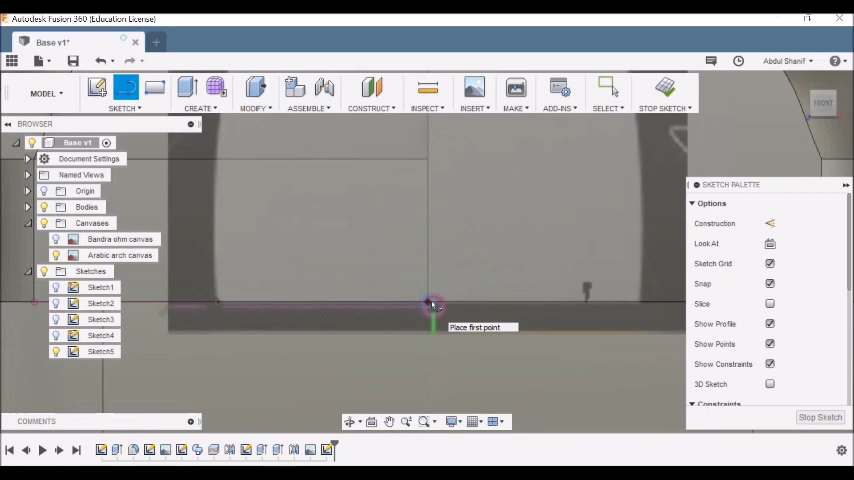 Autodesk Fusion 360 (Education License)
Base v1*
Abdul Shanif
MODEL
SKETCH
CREATE
MODIFY
ASSEMBLE
CONSTRUCT
INSPECT
INSERT
MAKE
ADD-INS
SELECT
STOP SKETCH
FRONT
BROWSER
Base v1
Document Settings
Named Views
Origin
Bodies
Canvases
Bandra ohm canvas
Arabic arch canvas
Sketches
Sketch1
Sketch2
Sketch3
Sketch4
Sketch5
Place first point
SKETCH PALETTE
Options
Construction
Look At
Sketch Grid
Snap
Slice
Show Profile
Show Points
Show Constraints
3D Sketch
Constraints
Stop Sketch
COMMENTS